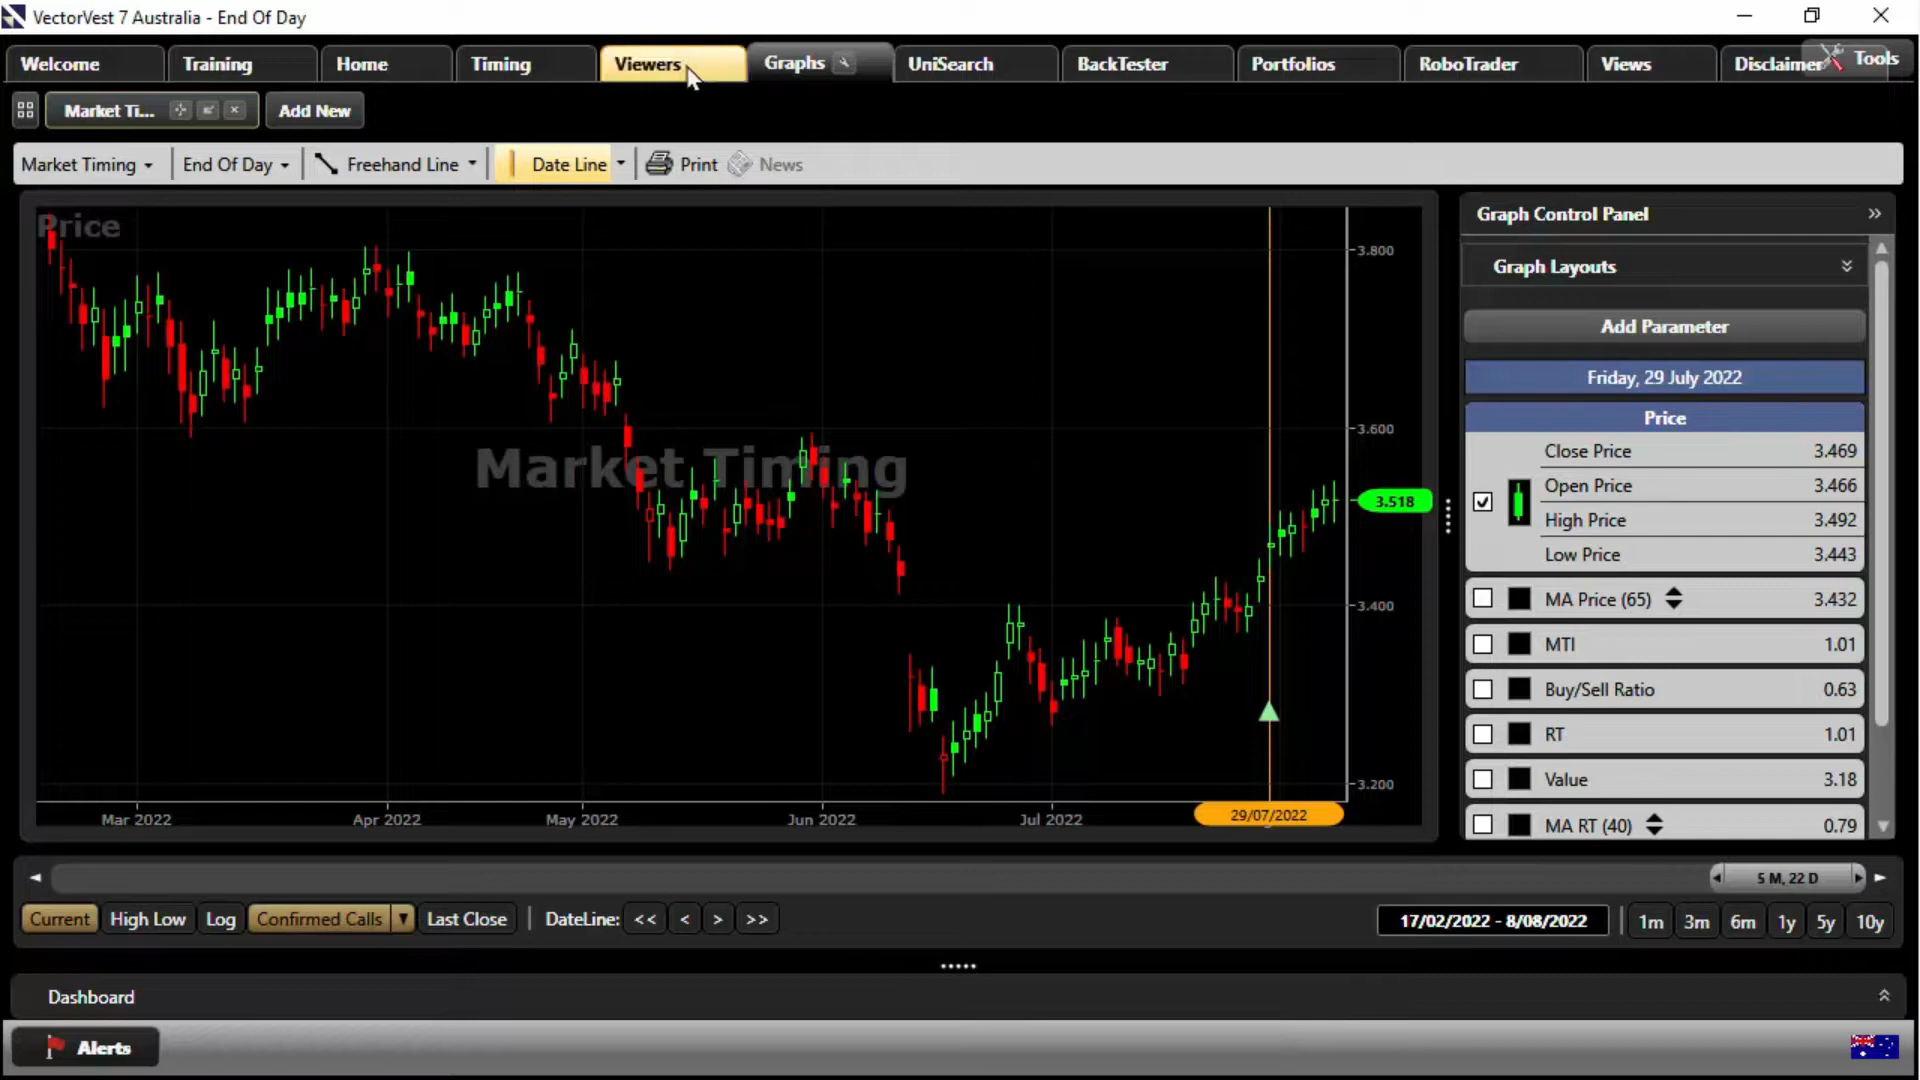 VectorVest 7 Australia - End Of Day
Welcome Training Home Timing Viewers Graphs UniSearch BackTester Portfolios RoboTrader Views Disclaimer Tools
Market Ti... Add New
Market Timing End Of Day Freehand Line Date Line Print News
Price
Market Timing
3.800
3.600
3.518
3.400
3.200
Mar 2022 Apr 2022 May 2022 Jun 2022 Jul 2022 29/07/2022
Graph Control Panel
Graph Layouts
Add Parameter
Friday, 29 July 2022
Price
Close Price 3.469
Open Price 3.466
High Price 3.492
Low Price 3.443
MA Price (65) 3.432
MTI 1.01
Buy/Sell Ratio 0.63
RT 1.01
Value 3.18
MA RT (40) 0.79
5 M, 22 D
Current High Low Log Confirmed Calls Last Close DateLine: << < > >> 17/02/2022 - 8/08/2022 1m 3m 6m 1y 5y 10y
Dashboard
Alerts